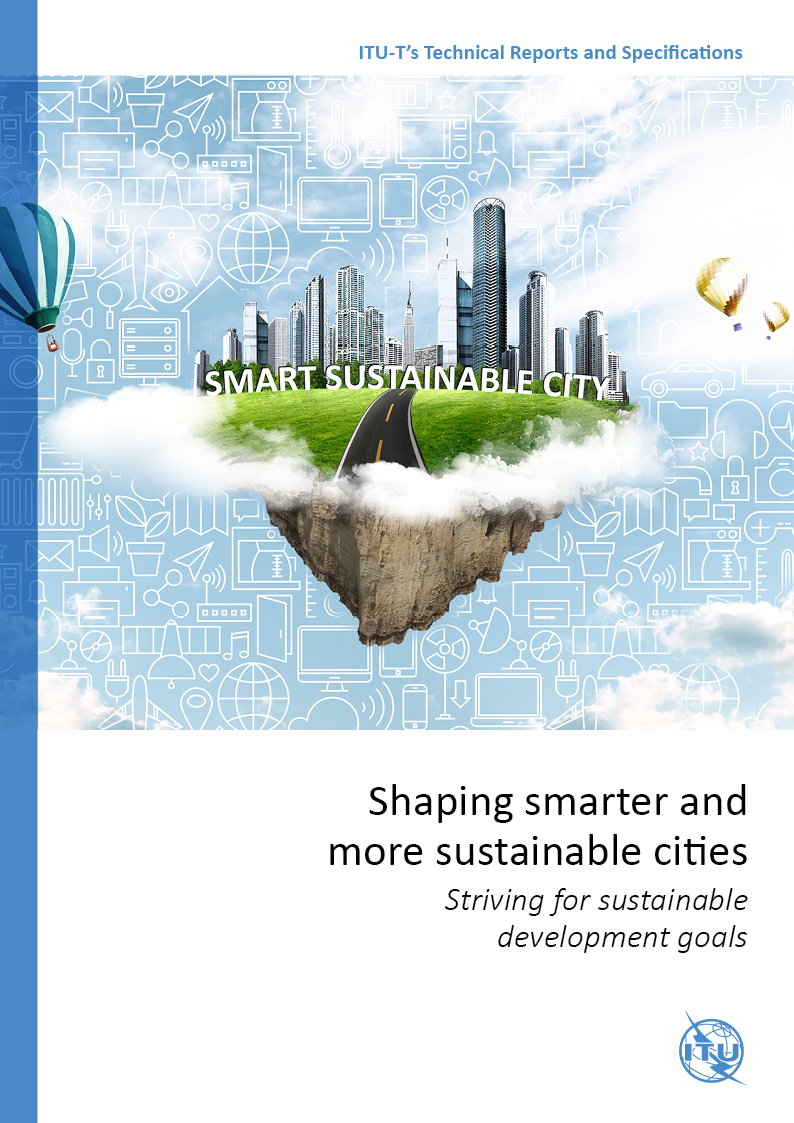 ITU-T’s Technical Reports and Specifications
SMART SUSTAINABLE CITY
Shaping smarter and
more sustainable cities
Striving for sustainable
development goals
ITU